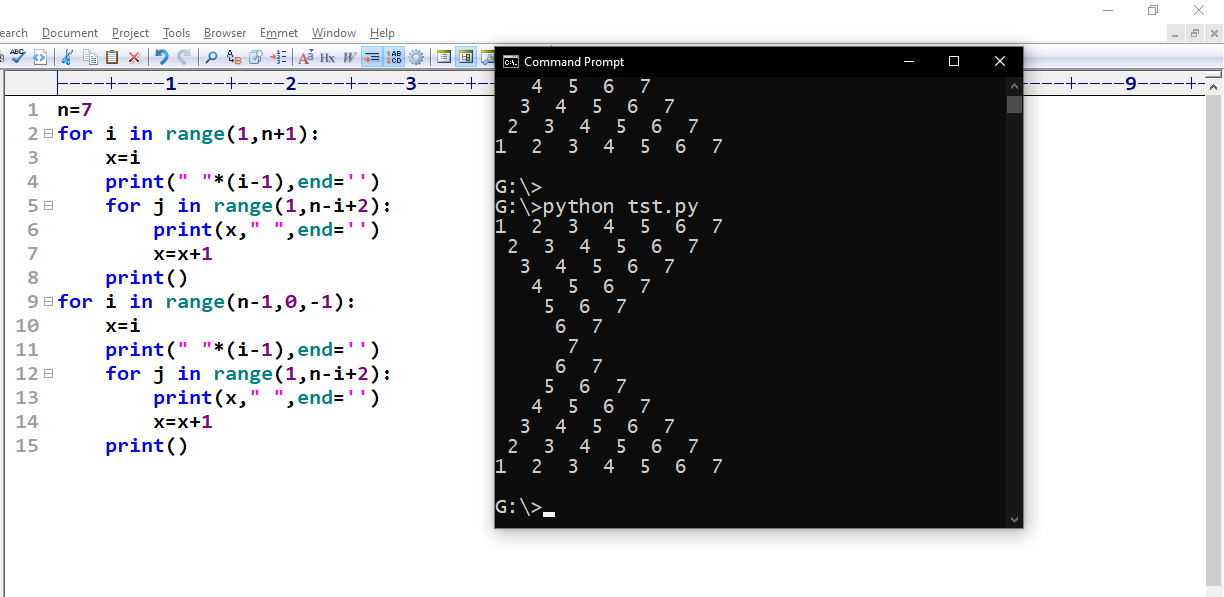 earch Document Project Tools Browser Emmet Window Help
----+----1----+----2----+----3----+ ---+----9----+
1 n=7
2 for i in range(1,n+1):
3     x=i
4     print(" "*(i-1),end='')
5     for j in range(1,n-i+2):
6         print(x," ",end='')
7         x=x+1
8     print()
9 for i in range(n-1,0,-1):
10     x=i
11     print(" "*(i-1),end='')
12     for j in range(1,n-i+2):
13         print(x," ",end='')
14         x=x+1
15     print()
Command Prompt
   4  5  6  7
  3  4  5  6  7
 2  3  4  5  6  7
1  2  3  4  5  6  7
G:\>
G:\>python tst.py
1  2  3  4  5  6  7
 2  3  4  5  6  7
  3  4  5  6  7
   4  5  6  7
    5  6  7
     6  7
      7
     6  7
    5  6  7
   4  5  6  7
  3  4  5  6  7
 2  3  4  5  6  7
1  2  3  4  5  6  7
G:\>